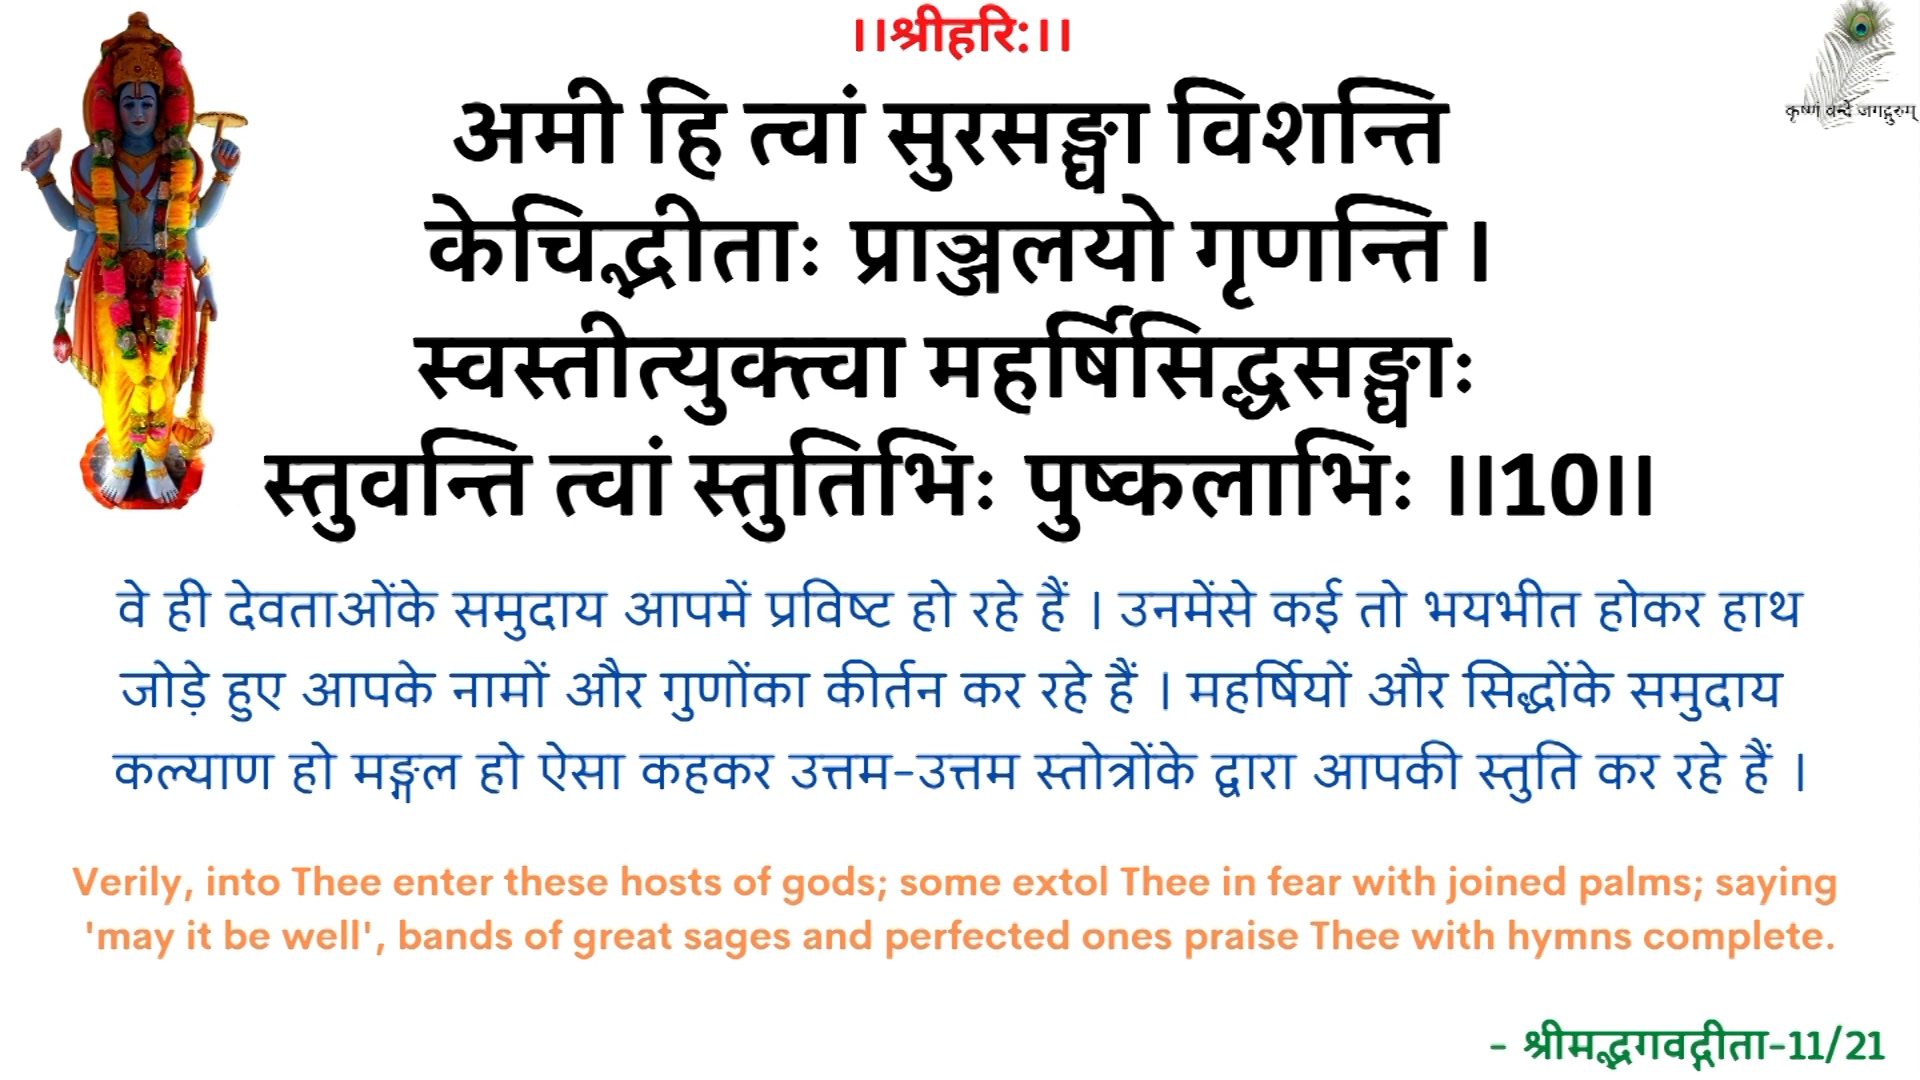 ।।श्रीहरि:।।
कृष्णं वन्दे जगद्गुरुम्
अमी हि त्वां सुरसङ्घा विशन्ति
केचिद्भीताः प्राञ्जलयो गृणन्ति ।
स्वस्तीत्युक्त्वा महर्षिसिद्धसङ्घाः
स्तुवन्ति त्वां स्तुतिभिः पुष्कलाभिः ।।10।।
वे ही देवताओंके समुदाय आपमें प्रविष्ट हो रहे हैं । उनमेंसे कई तो भयभीत होकर हाथ
जोड़े हुए आपके नामों और गुणोंका कीर्तन कर रहे हैं । महर्षियों और सिद्धोंके समुदाय
कल्याण हो मङ्गल हो ऐसा कहकर उत्तम-उत्तम स्तोत्रोंके द्वारा आपकी स्तुति कर रहे हैं ।
Verily, into Thee enter these hosts of gods; some extol Thee in fear with joined palms; saying
'may it be well', bands of great sages and perfected ones praise Thee with hymns complete.
- श्रीमद्भगवद्गीता-11/21